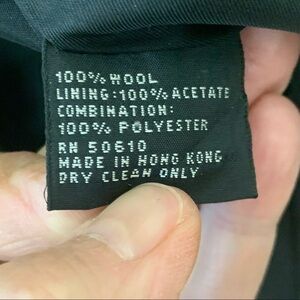 100% WOOL
LINING:100% ACETATE
COMBINATION:
100% POLYESTER
RN 50610
MADE IN HONG KONG
DRY CLEAN ONLY